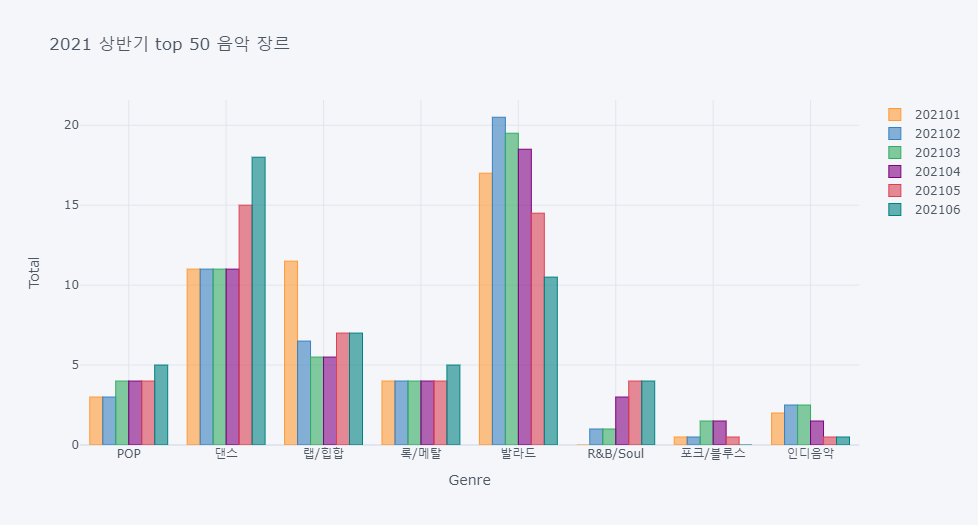 2021 상반기 top 50 음악 장르
202101
202102
202103
202104
202105
202106
Total
20
15
10
5
0
POP
댄스
랩/힙합
록/메탈
발라드
R&B/Soul
포크/블루스
인디음악
Genre